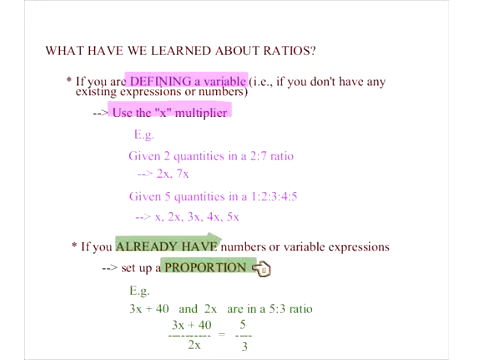 WHAT HAVE WE LEARNED ABOUT RATIOS?
* If you are DEFINING a variable (i.e., if you don't have any
existing expressions or numbers)
--> Use the "x" multiplier
E.g.
Given 2 quantities in a 2:7 ratio
--> 2x, 7x
Given 5 quantities in a 1:2:3:4:5
--> x, 2x, 3x, 4x, 5x
* If you ALREADY HAVE numbers or variable expressions
--> set up a PROPORTION
E.g.
3x + 40 and 2x are in a 5:3 ratio
3x + 40 5
----------- = ----
2x 3